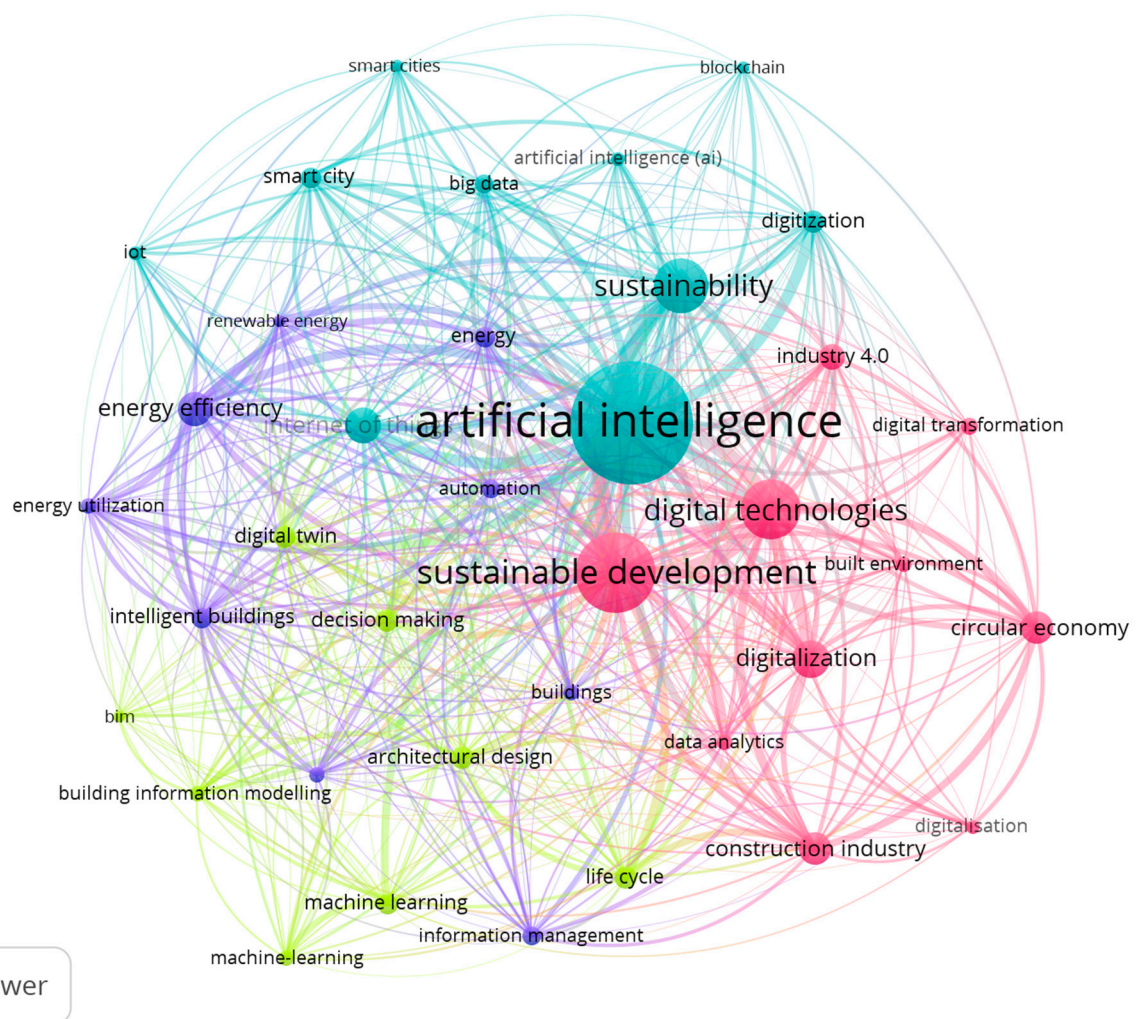 smart cities
blockchain
artificial intelligence (ai)
smart city
big data
digitization
iot
sustainability
renewable energy
energy
industry 4.0
energy efficiency
internet of thi
artificial intelligence
digital transformation
automation
energy utilization
digital technologies
digital twin
built environment
sustainable development
intelligent buildings
decision making
circular economy
digitalization
buildings
bim
data analytics
architectural design
building information modelling
digitalisation
construction industry
life cycle
machine learning
information management
machine-learning
wer